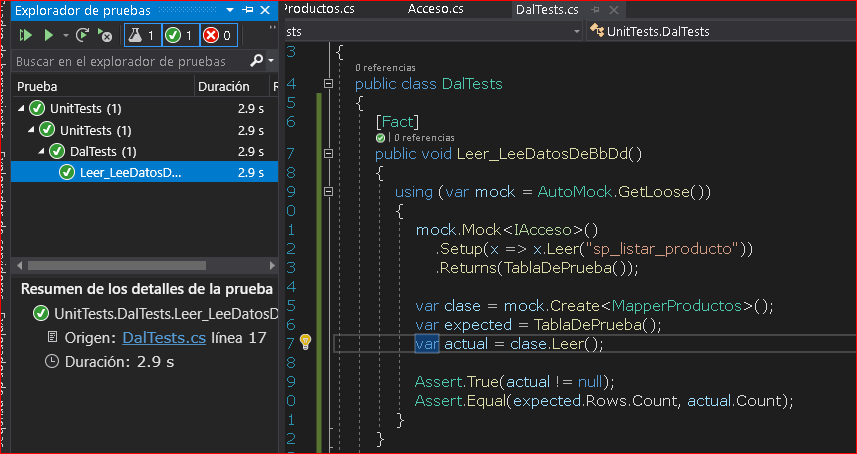 Explorador de pruebas
1 1 0
Buscar en el explorador de pruebas
Prueba Duración R
UnitTests (1) 2.9 s
UnitTests (1) 2.9 s
DalTests (1) 2.9 s
Leer_LeeDatosD... 2.9 s
Resumen de los detalles de la prueba
UnitTests.DalTests.Leer_LeeDatosD
Origen: DalTests.cs línea 17
Duración: 2.9 s
Productos.cs Acceso.cs DalTests.cs
sts UnitTests.DalTests
3 {
0 referencias
4 public class DalTests
5 {
6 [Fact]
| 0 referencias
7 public void Leer_LeeDatosDeBbDd()
8 {
9 using (var mock = AutoMock.GetLoose())
0 {
1 mock.Mock<IAcceso>()
2 .Setup(x => x.Leer("sp_listar_producto"))
3 .Returns(TablaDePrueba());
4
5 var clase = mock.Create<MapperProductos>();
6 var expected = TablaDePrueba();
7 var actual = clase.Leer();
8
9 Assert.True(actual != null);
0 Assert.Equal(expected.Rows.Count, actual.Count);
1 }
2 }